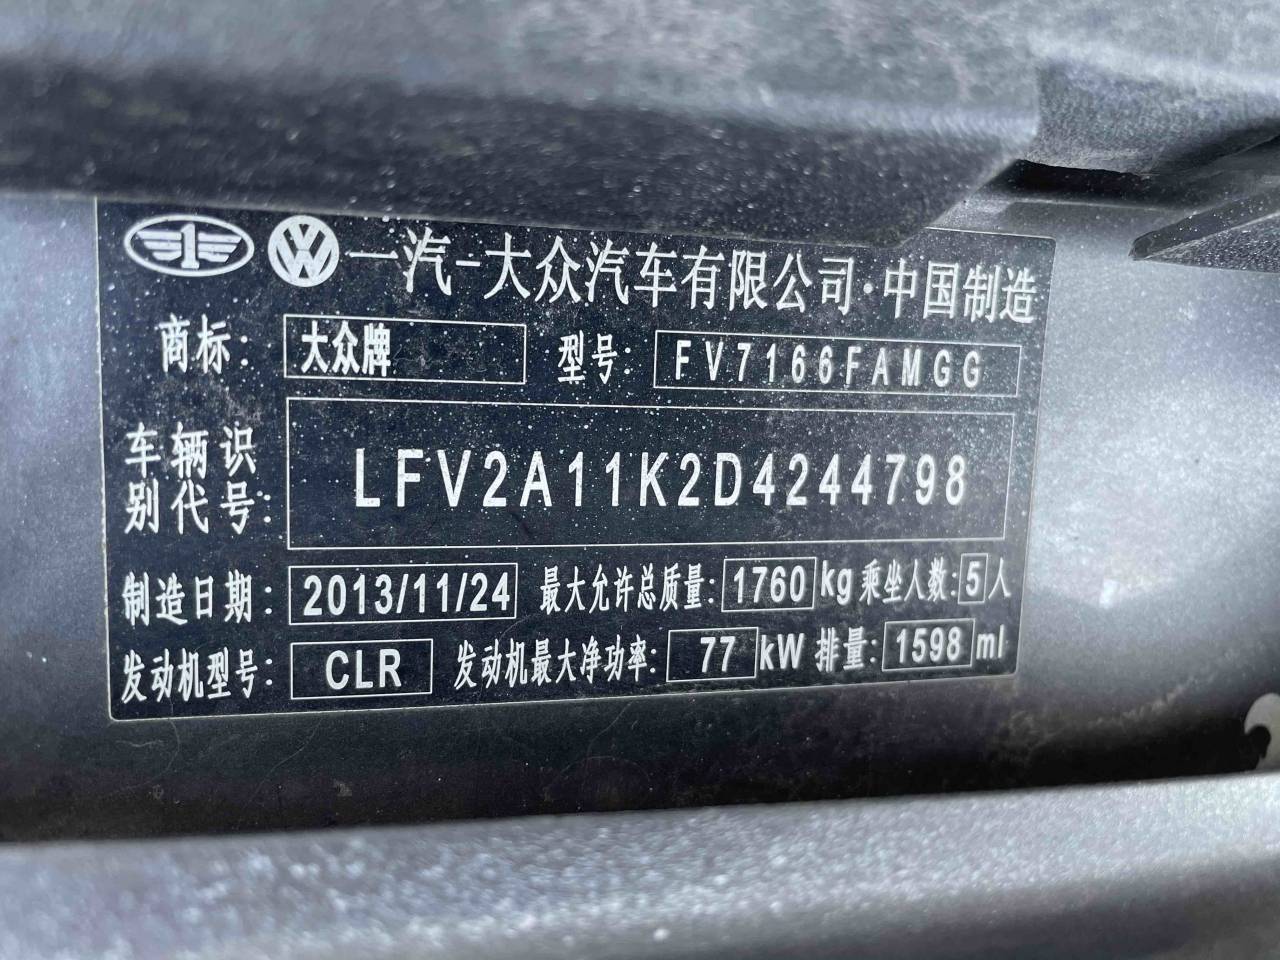 一汽-大众汽车有限公司·中国制造
商标: 大众牌 型号: FV7166FAMGG
车辆识别代号: LFV2A11K2D4244798
制造日期: 2013/11/24 最大允许总质量: 1760 kg 乘坐人数: 5 人
发动机型号: CLR 发动机最大净功率: 77 kW 排量: 1598 ml